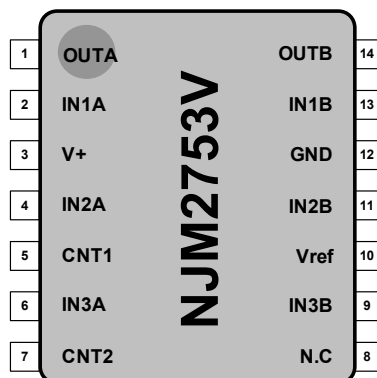 1 OUTA OUTB 14
2 IN1A IN1B 13
3 V+ GND 12
4 IN2A IN2B 11
5 CNT1 Vref 10
6 IN3A IN3B 9
7 CNT2 N.C 8
NJM2753V